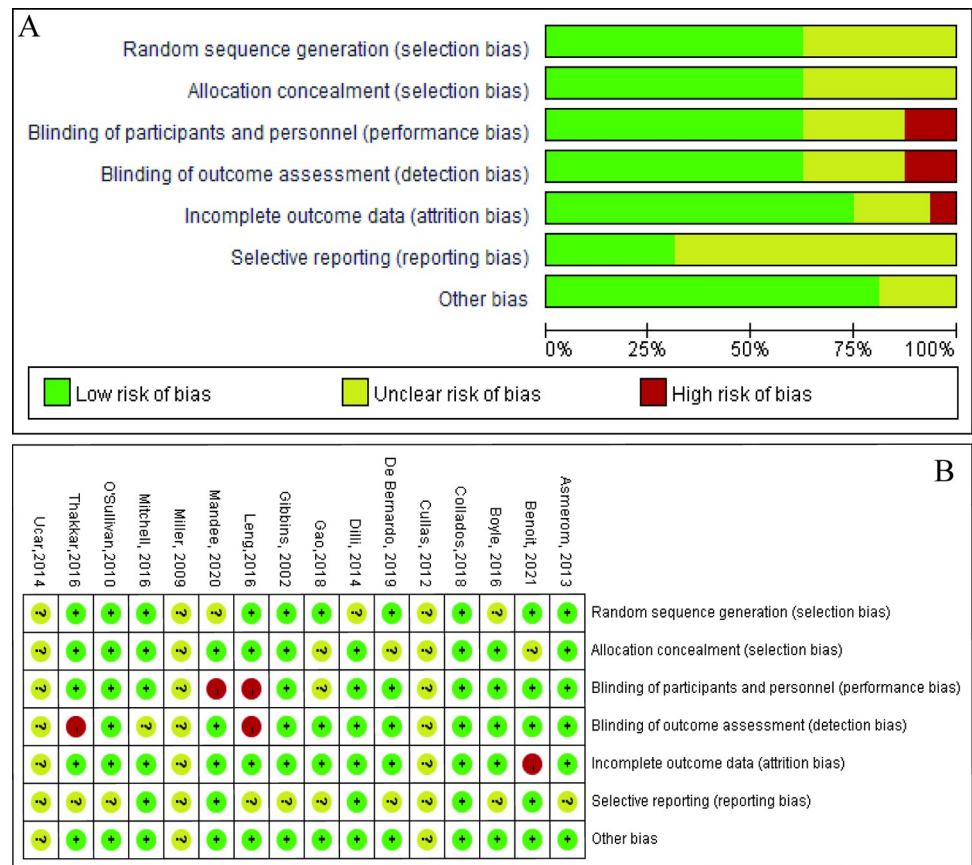 A
Random sequence generation (selection bias)
Allocation concealment (selection bias)
Blinding of participants and personnel (performance bias)
Blinding of outcome assessment (detection bias)
Incomplete outcome data (attrition bias)
Selective reporting (reporting bias)
Other bias
0% 25% 50% 75% 100%
Low risk of bias Unclear risk of bias High risk of bias
B
Ucar,2014
Thakkar,2016
O'Sullivan,2010
Mitchell, 2016
Miller, 2009
Mandee, 2020
Leng,2016
Gibbins, 2002
Gao,2018
Dilli, 2014
De Bernardo, 2019
Cullas, 2012
Collados,2018
Boyle, 2016
Benoit, 2021
Asmerom, 2013
? + + + ? ? + + + ? + ? + ? + + Random sequence generation (selection bias)
? + + + ? + + + ? + ? ? + + ? + Allocation concealment (selection bias)
? + + + ? - - + ? + + ? + + + + Blinding of participants and personnel (performance bias)
? - + ? ? + - + + + + ? + + + + Blinding of outcome assessment (detection bias)
? + + + ? + + + + + + ? + + - + Incomplete outcome data (attrition bias)
? ? ? + ? + ? ? ? + ? ? + ? + ? Selective reporting (reporting bias)
? + + + ? + + + + + + ? + + + + Other bias